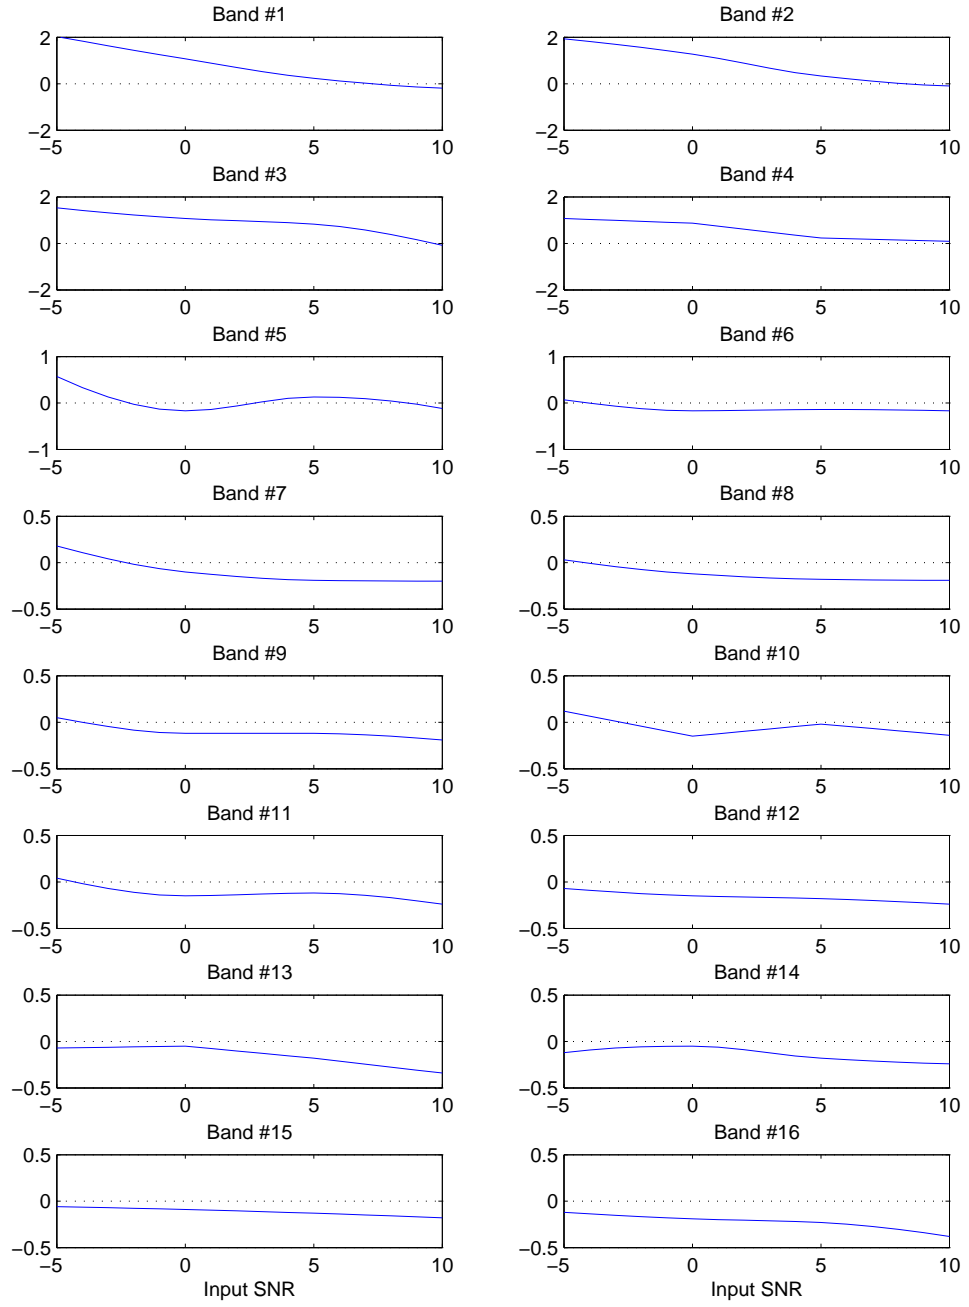 Band #1
Band #2
2
0
−2
−5 0 5 10
2
0
−2
−5 0 5 10
Band #3
Band #4
2
0
−2
−5 0 5 10
2
0
−2
−5 0 5 10
Band #5
Band #6
1
0
−1
−5 0 5 10
1
0
−1
−5 0 5 10
Band #7
Band #8
0.5
0
−0.5
−5 0 5 10
0.5
0
−0.5
−5 0 5 10
Band #9
Band #10
0.5
0
−0.5
−5 0 5 10
0.5
0
−0.5
−5 0 5 10
Band #11
Band #12
0.5
0
−0.5
−5 0 5 10
0.5
0
−0.5
−5 0 5 10
Band #13
Band #14
0.5
0
−0.5
−5 0 5 10
0.5
0
−0.5
−5 0 5 10
Band #15
Band #16
0.5
0
−0.5
−5 0 5 10
Input SNR
0.5
0
−0.5
−5 0 5 10
Input SNR